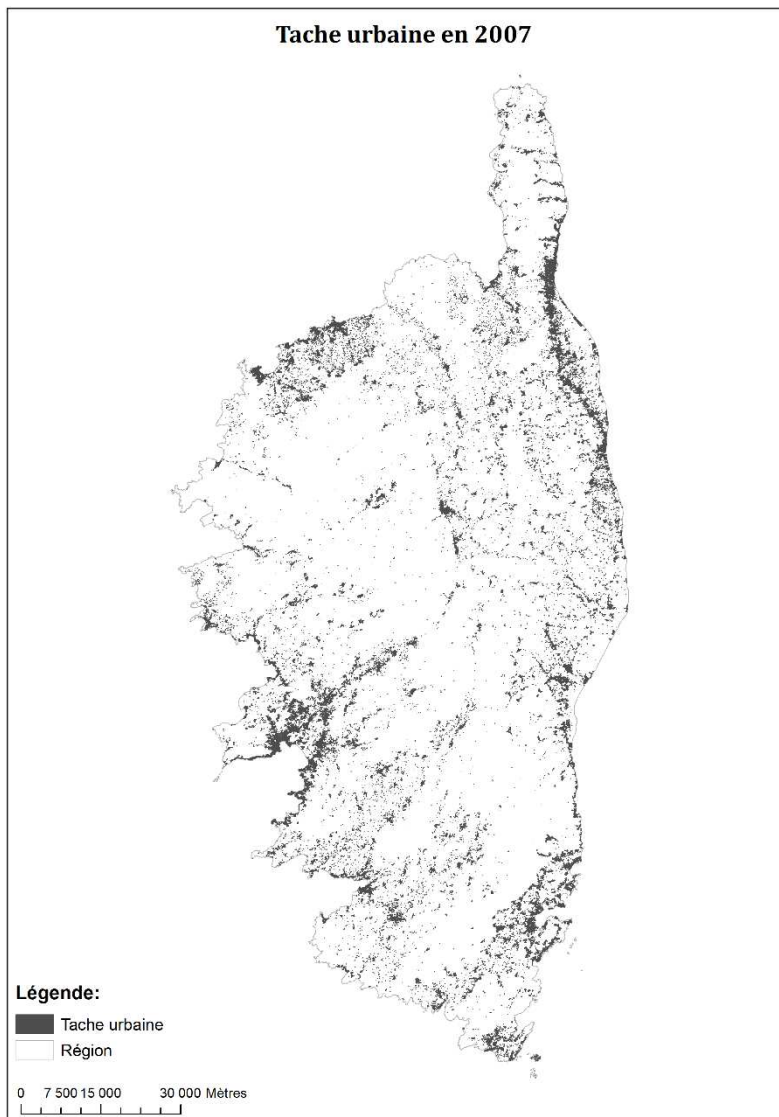 Tache urbaine en 2007
Légende:
Tache urbaine
Région
0 7 500 15 000 30 000 Mètres